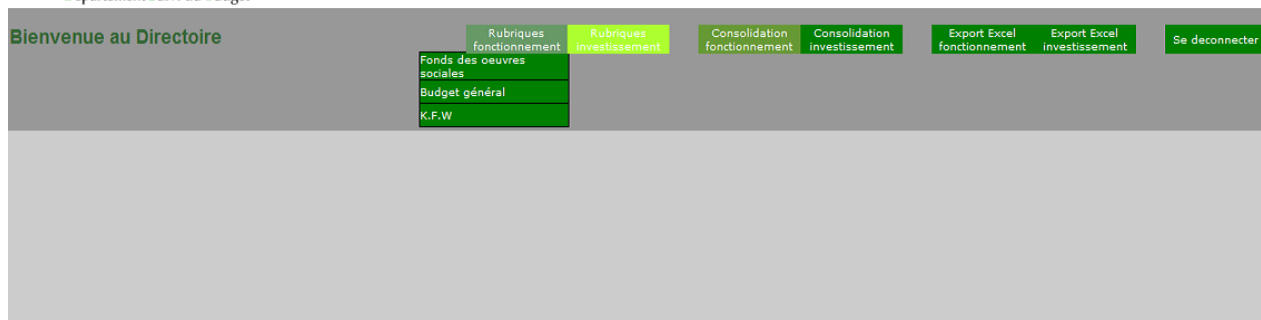 Bienvenue au Directoire
Rubriques
fonctionnement
Rubriques
investissement
Consolidation
fonctionnement
Consolidation
investissement
Export Excel
fonctionnement
Export Excel
investissement
Se deconnecter
Fonds des oeuvres
sociales
Budget général
K.F.W